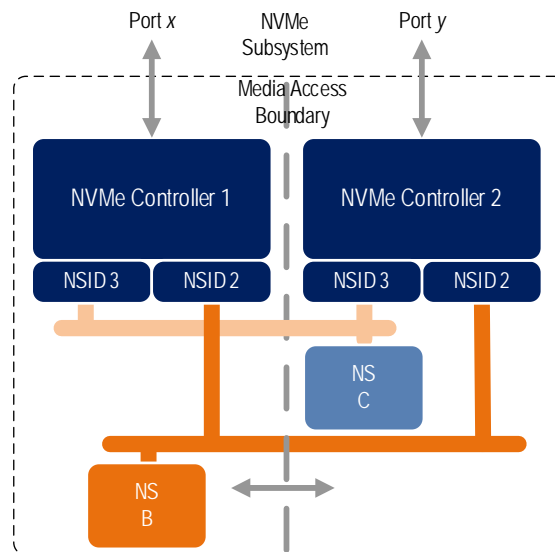 Port x
NVMe
Subsystem
Port y
Media Access
Boundary
NVMe Controller 1
NVMe Controller 2
NSID 3
NSID 2
NSID 3
NSID 2
NS
C
NS
B